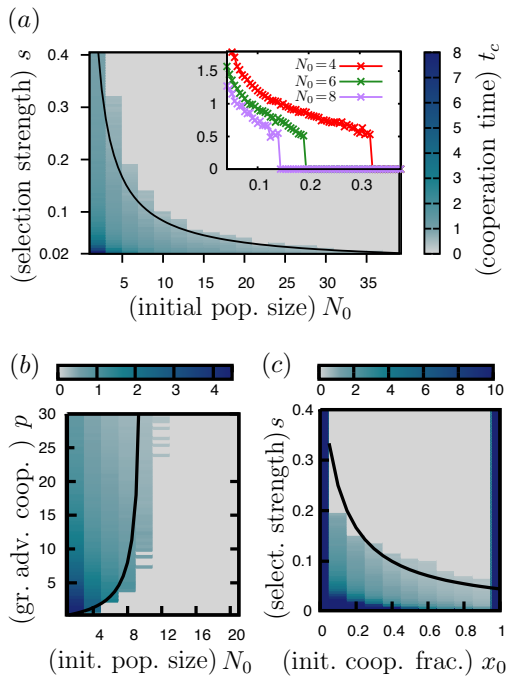 (a)
(selection strength) s
0.4
0.3
0.2
0.1
0.02
5 10 15 20 25 30 35
(initial pop. size) N₀
1.5
1
0.5
0
0.1 0.2 0.3
N₀=4
N₀=6
N₀=8
8
7
6
5
4
3
2
1
0
(cooperation time) t_c
(b)
0 1 2 3 4
(gr. adv. coop. ) p
30
25
20
15
10
5
4 8 12 16 20
(init. pop. size) N₀
(c)
0 2 4 6 8 10
(select. strength) s
0.4
0.3
0.2
0.1
0
0 0.2 0.4 0.6 0.8 1
(init. coop. frac.) x₀